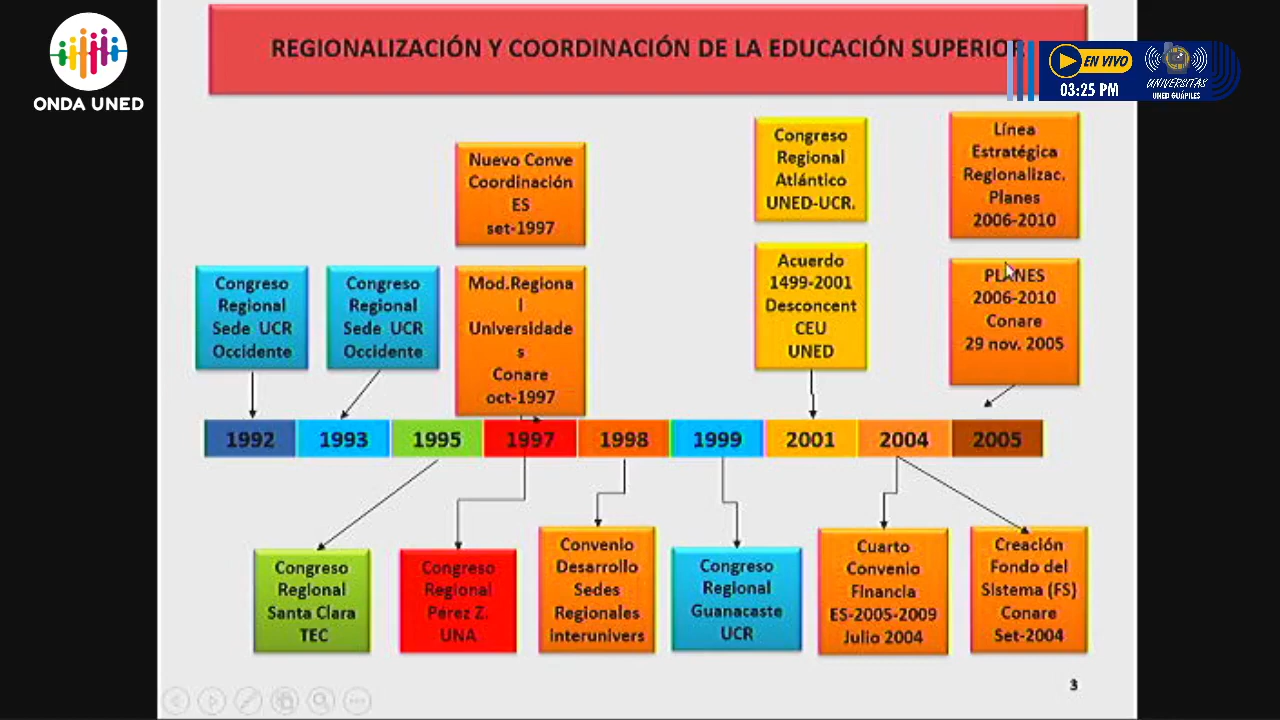 ONDA UNED
REGIONALIZACIÓN Y COORDINACIÓN DE LA EDUCACIÓN SUPERIOR
EN VIVO
03:25 PM
UNIVERSITAS
UNED GUÁPILES
Nuevo Conve
Coordinación
ES
set-1997
Congreso
Regional
Atlántico
UNED-UCR.
Línea
Estratégica
Regionalizac.
Planes
2006-2010
Congreso
Regional
Sede UCR
Occidente
Congreso
Regional
Sede UCR
Occidente
Mod.Regiona
l
Universidade
s
Conare
oct-1997
Acuerdo
1499-2001
Desconcent
CEU
UNED
PLANES
2006-2010
Conare
29 nov. 2005
1992
1993
1995
1997
1998
1999
2001
2004
2005
Congreso
Regional
Santa Clara
TEC
Congreso
Regional
Pérez Z.
UNA
Convenio
Desarrollo
Sedes
Regionales
Interunivers
Congreso
Regional
Guanacaste
UCR
Cuarto
Convenio
Financia
ES-2005-2009
Julio 2004
Creación
Fondo del
Sistema (FS)
Conare
Set-2004
3